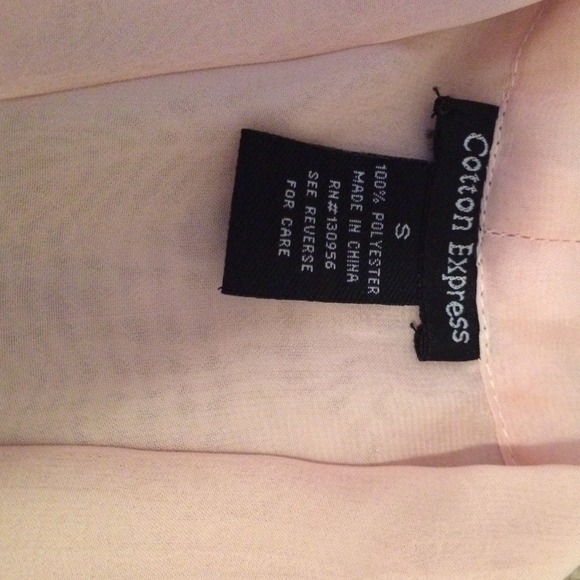 Cotton Express
S
100% POLYESTER
MADE IN CHINA
RN#130956
SEE REVERSE
FOR CARE